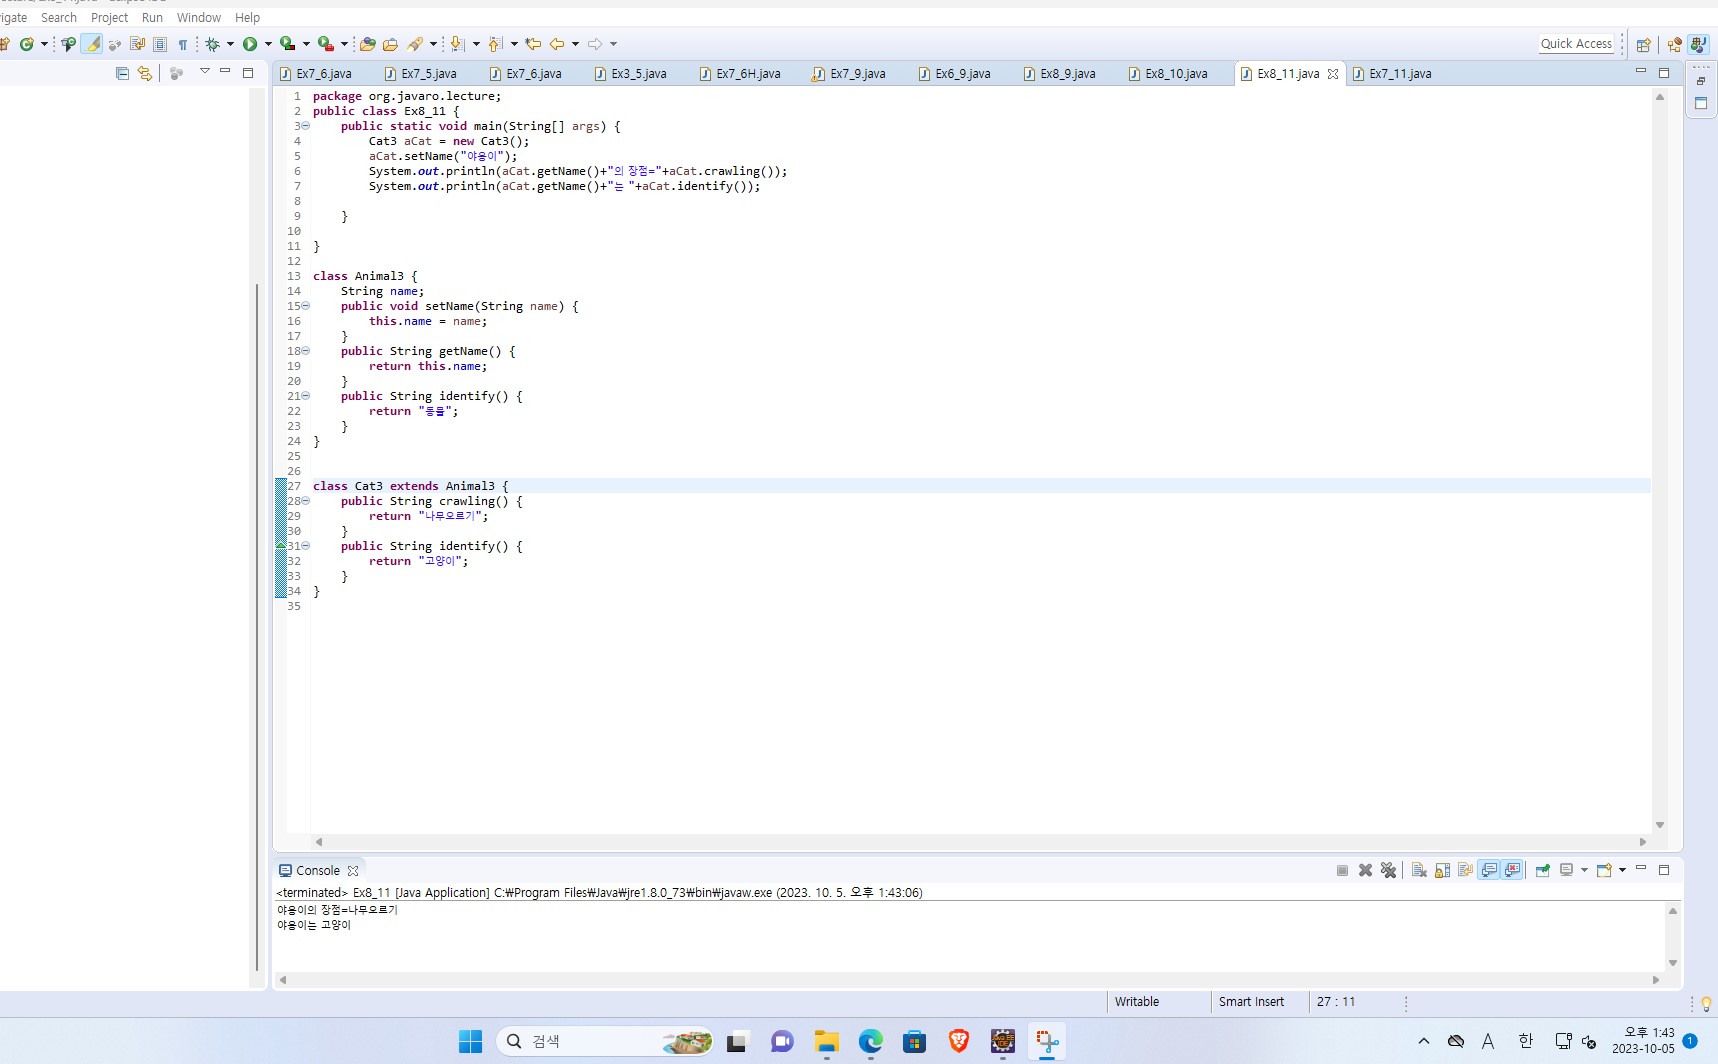 Search Project Run Window Help
Quick Access
Ex7_6.java Ex7_5.java Ex7_6.java Ex3_5.java Ex7_6H.java Ex7_9.java Ex6_9.java Ex8_9.java Ex8_10.java Ex8_11.java Ex7_11.java
1 package org.javaro.lecture;
2 public class Ex8_11 {
3 public static void main(String[] args) {
4 Cat3 aCat = new Cat3();
5 aCat.setName("야옹이");
6 System.out.println(aCat.getName()+"의 장점="+aCat.crawling());
7 System.out.println(aCat.getName()+"는 "+aCat.identify());
8
9 }
10
11 }
12
13 class Animal3 {
14 String name;
15 public void setName(String name) {
16 this.name = name;
17 }
18 public String getName() {
19 return this.name;
20 }
21 public String identify() {
22 return "동물";
23 }
24 }
25
26
27 class Cat3 extends Animal3 {
28 public String crawling() {
29 return "나무오르기";
30 }
31 public String identify() {
32 return "고양이";
33 }
34 }
35
Console
<terminated> Ex8_11 [Java Application] C:₩Program Files₩Java₩jre1.8.0_73₩bin₩javaw.exe (2023. 10. 5. 오후 1:43:06)
야옹이의 장점=나무오르기
야옹이는 고양이
Writable Smart Insert 27 : 11
검색
A 한 오후 1:43
2023-10-05 1